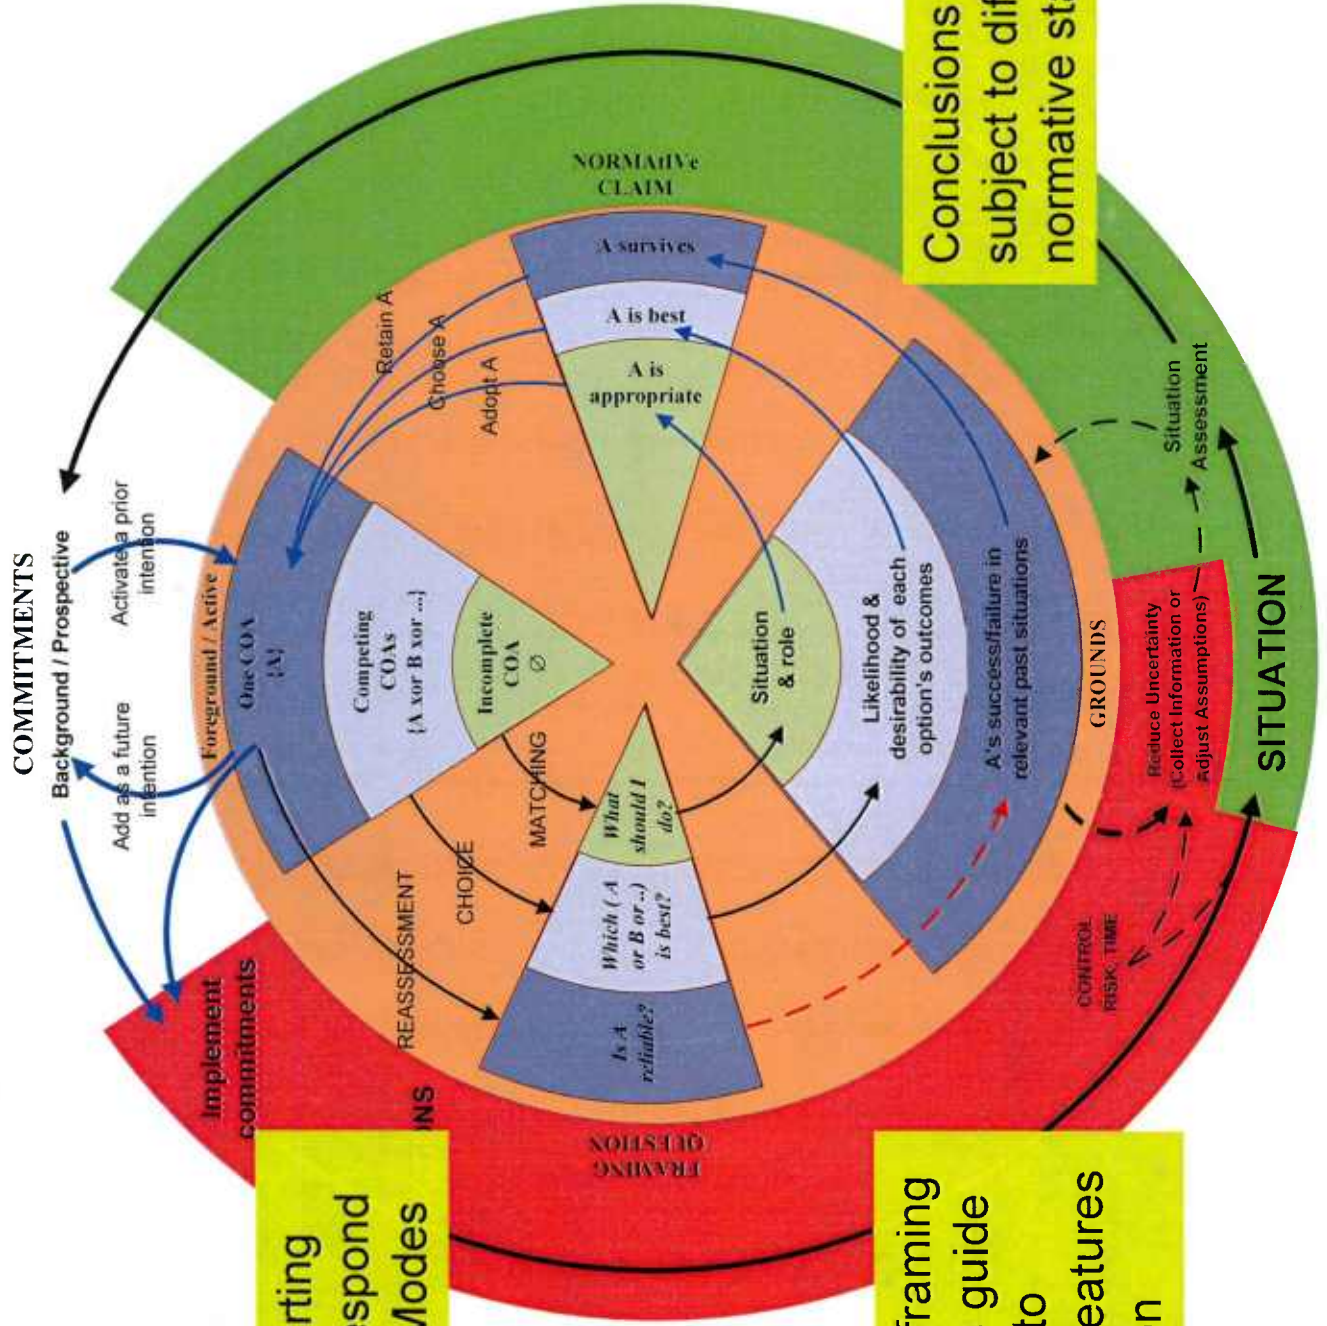 COMMITMENTS
Background / Prospective
Add as a future
intention
Activate a prior
intention
Foreground / Active
One COA
{A}
Competing
COAs
{A xor B xor ...}
Incomplete
COA
∅
Retain A
Choose A
Adopt A
NORMAtIVe
CLAIM
A survives
A is best
A is
appropriate
Conclusions
subject to
normative
Implement
commitments
REASSESSMENT
CHOICE
MATCHING
What
should I
do?
Which ( A
or B or ..)
is best?
Is A
reliable?
FRAMING
QUESTION
Situation
& role
Likelihood &
desirability of each
option's outcomes
A's success/failure in
relevant past situations
GROUNDS
Reduce Uncertainty
(Collect Information or
Adjust Assumptions)
CONTROL
RISK, TIME
Situation
Assessment
SITUATION
Modes
framing
guide
to